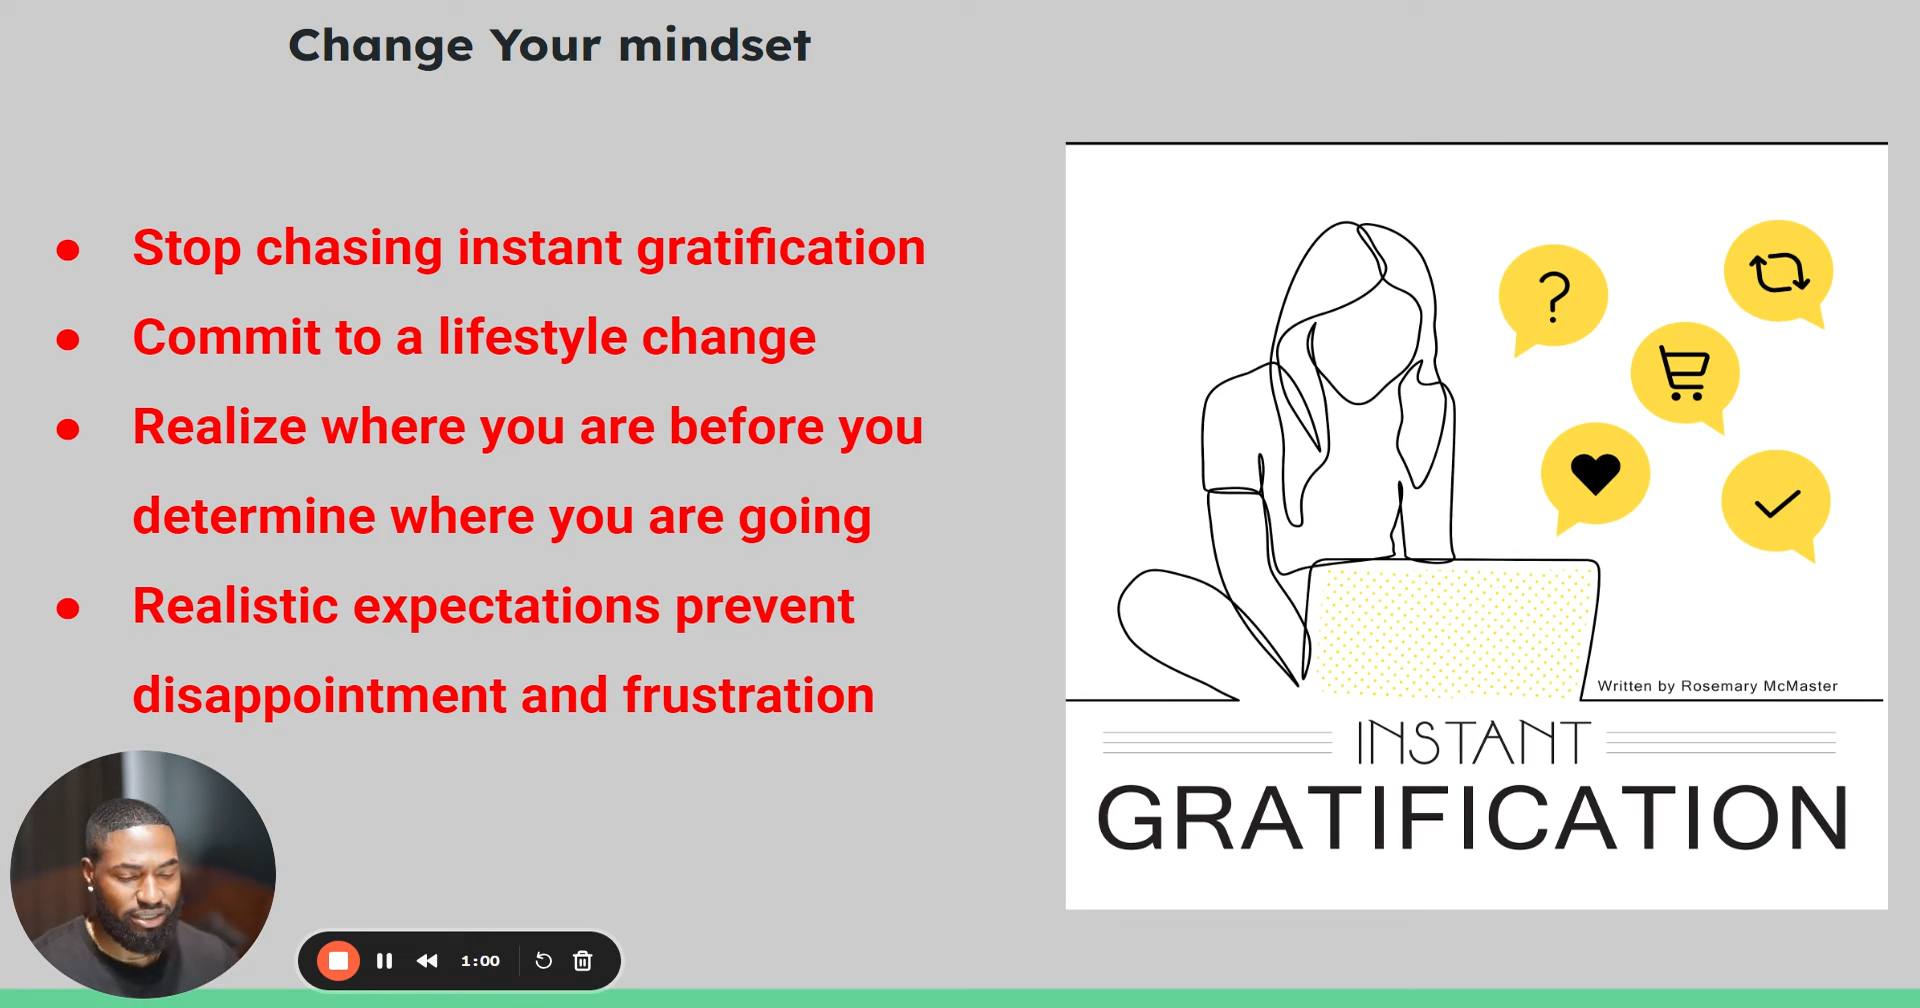 Change Your mindset
● Stop chasing instant gratification
● Commit to a lifestyle change
● Realize where you are before you
determine where you are going
● Realistic expectations prevent
disappointment and frustration
?
Written by Rosemary McMaster
INSTANT
GRATIFICATION
1:00